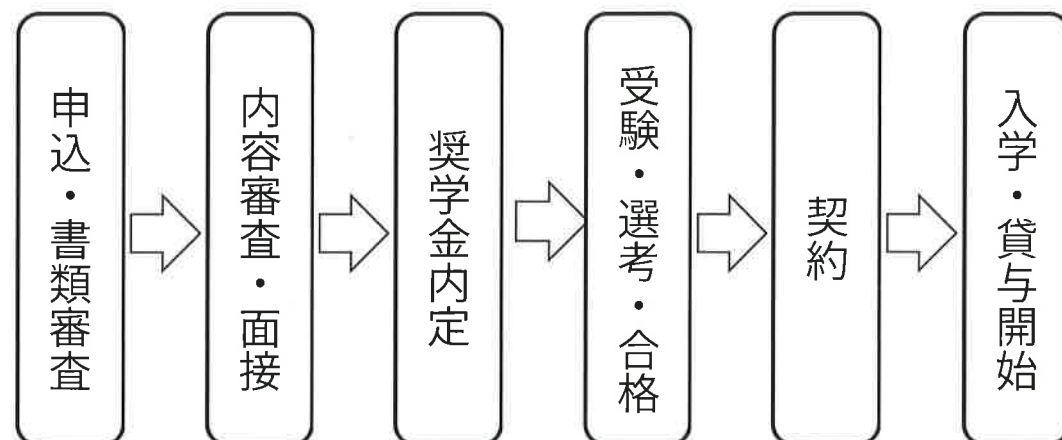 申込・書類審査
内容審査・面接
奨学金内定
受験・選考・合格
契約
入学・貸与開始